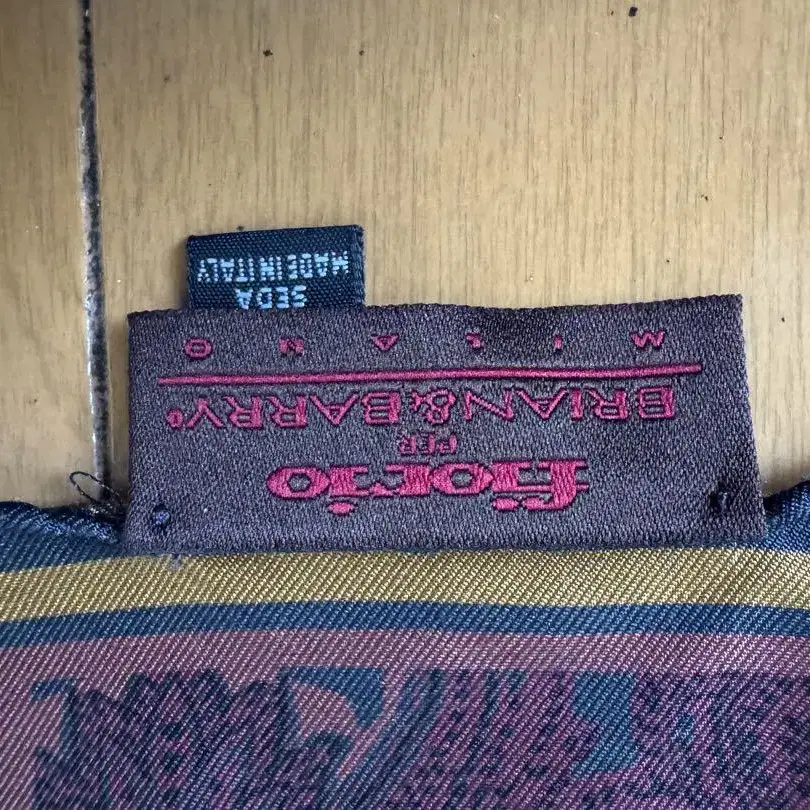 fiorio
PER
BRIAN&BARRY®
MILANO
SEDA
MADE IN ITALY